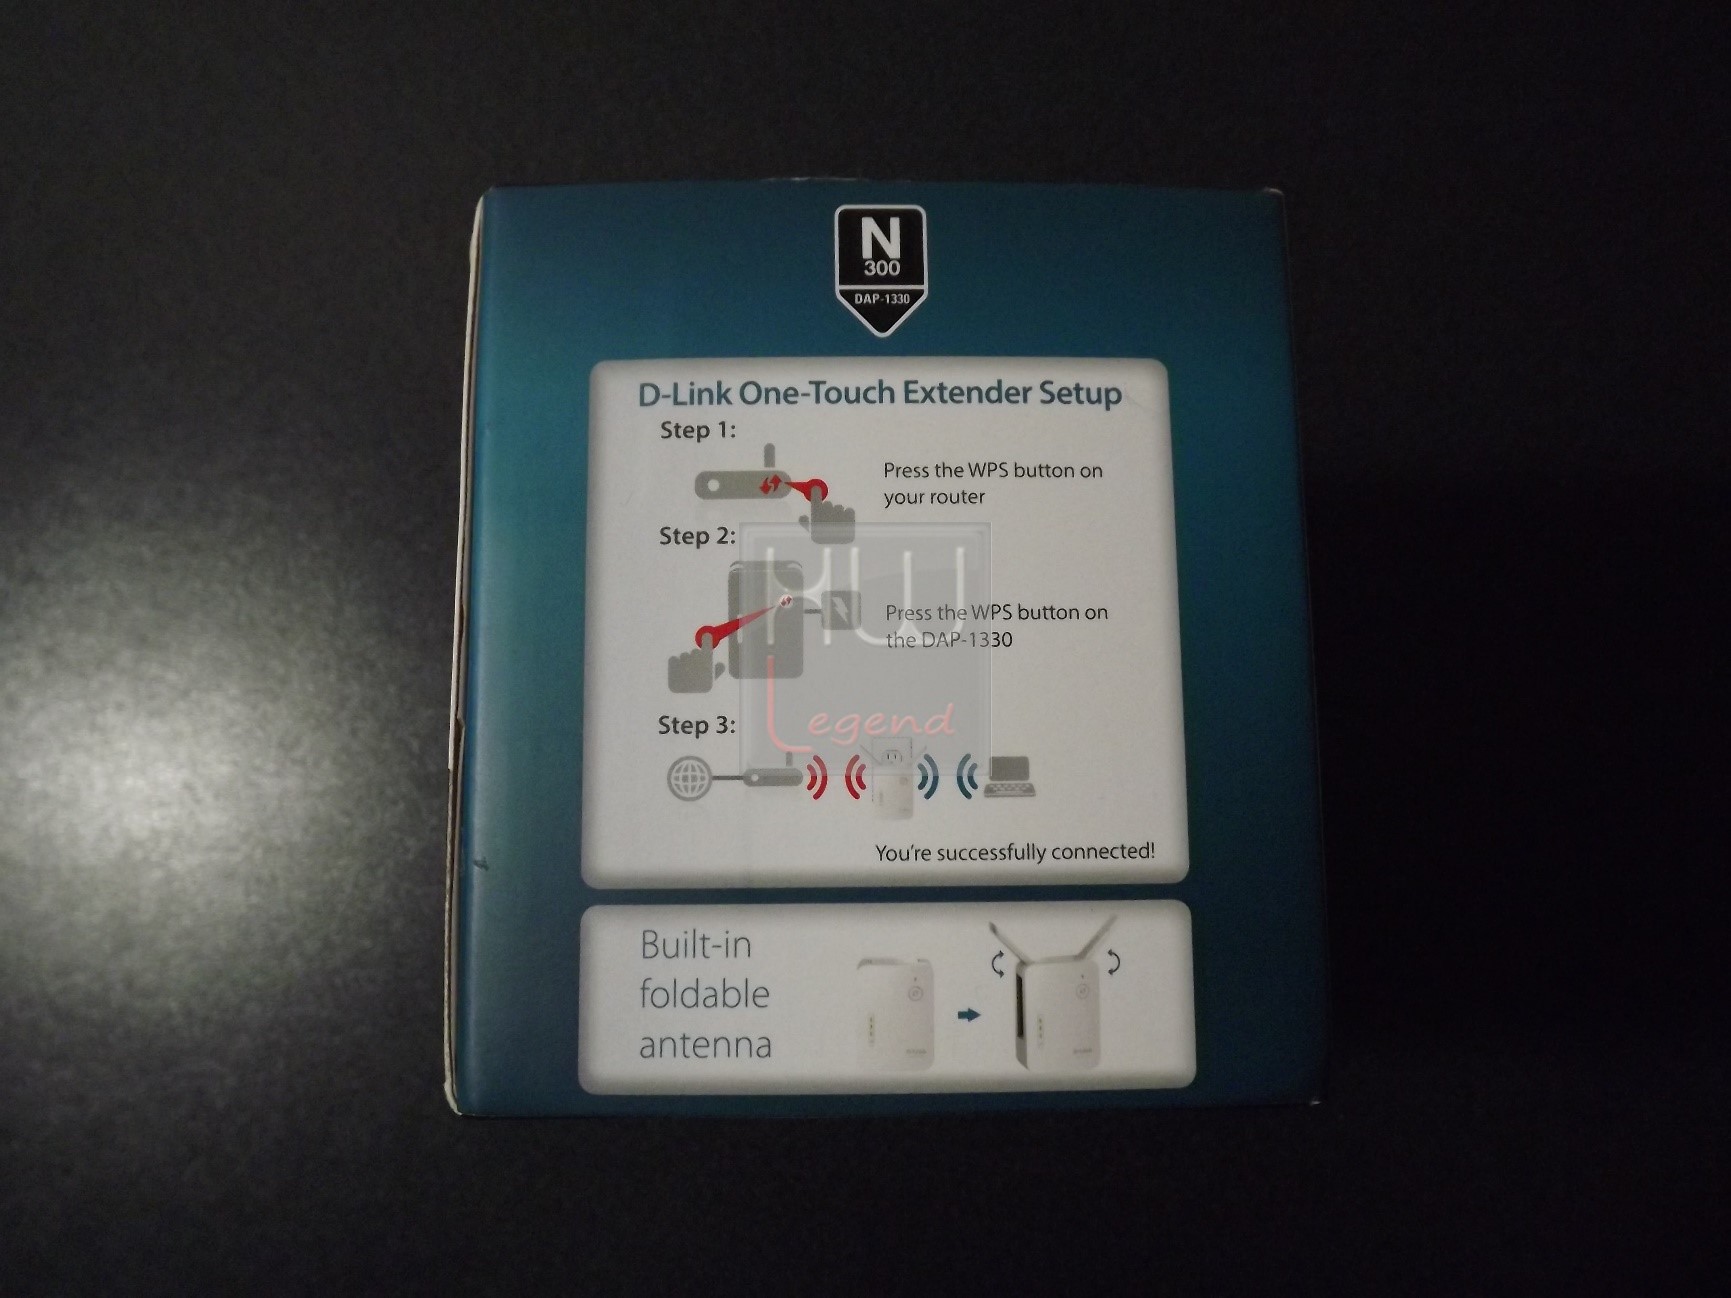 N
300
DAP-1330
D-Link One-Touch Extender Setup
Step 1:
Press the WPS button on
your router
Step 2:
Press the WPS button on
the DAP-1330
HW
Legend
Step 3:
You're successfully connected!
Built-in
foldable
antenna